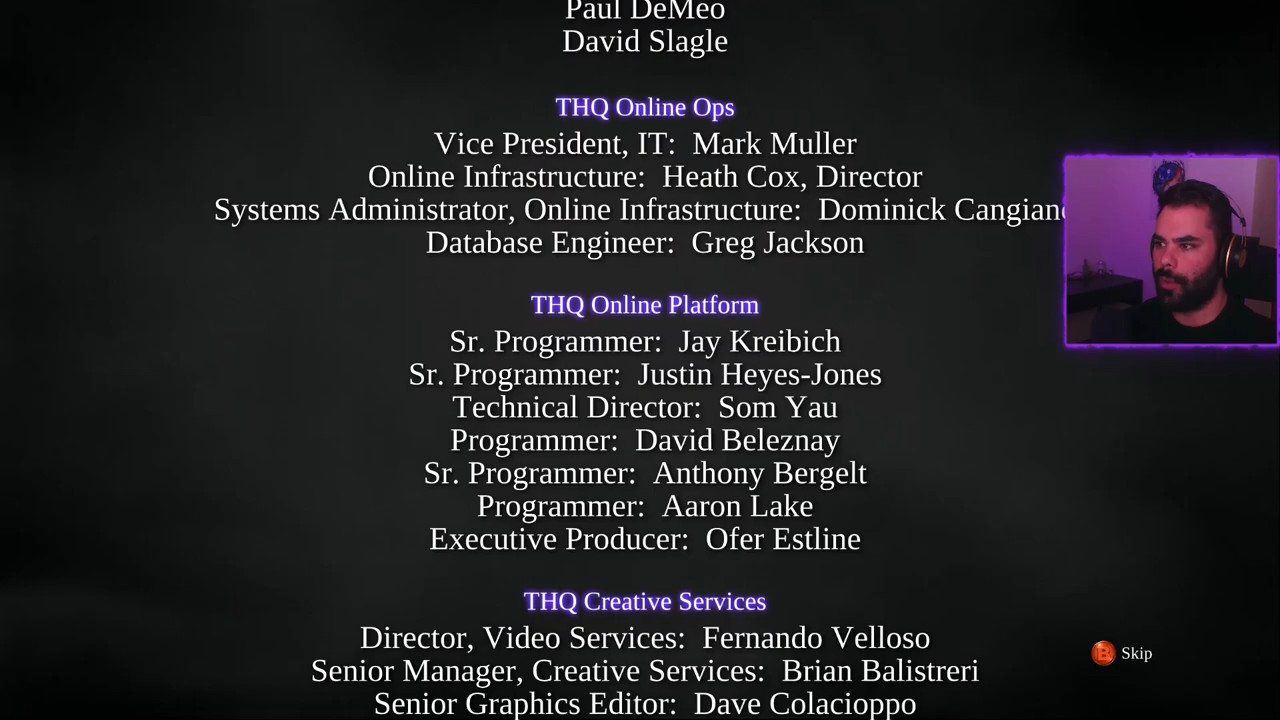 Paul DeMeo
David Slagle
THQ Online Ops
Vice President, IT: Mark Muller
Online Infrastructure: Heath Cox, Director
Systems Administrator, Online Infrastructure: Dominick
Database Engineer: Greg Jackson
THQ Online Platform
Sr. Programmer: Jay Kreibich
Sr. Programmer: Justin Heyes-Jones
Technical Director: Som Yau
Programmer: David Beleznay
Sr. Programmer: Anthony Bergelt
Programmer: Aaron Lake
Executive Producer: Ofer Estline
THQ Creative Services
Director, Video Services: Fernando Velloso
Senior Manager, Creative Services: Brian Balistreri
Senior Graphics Editor: Dave Colacioppo
B Skip